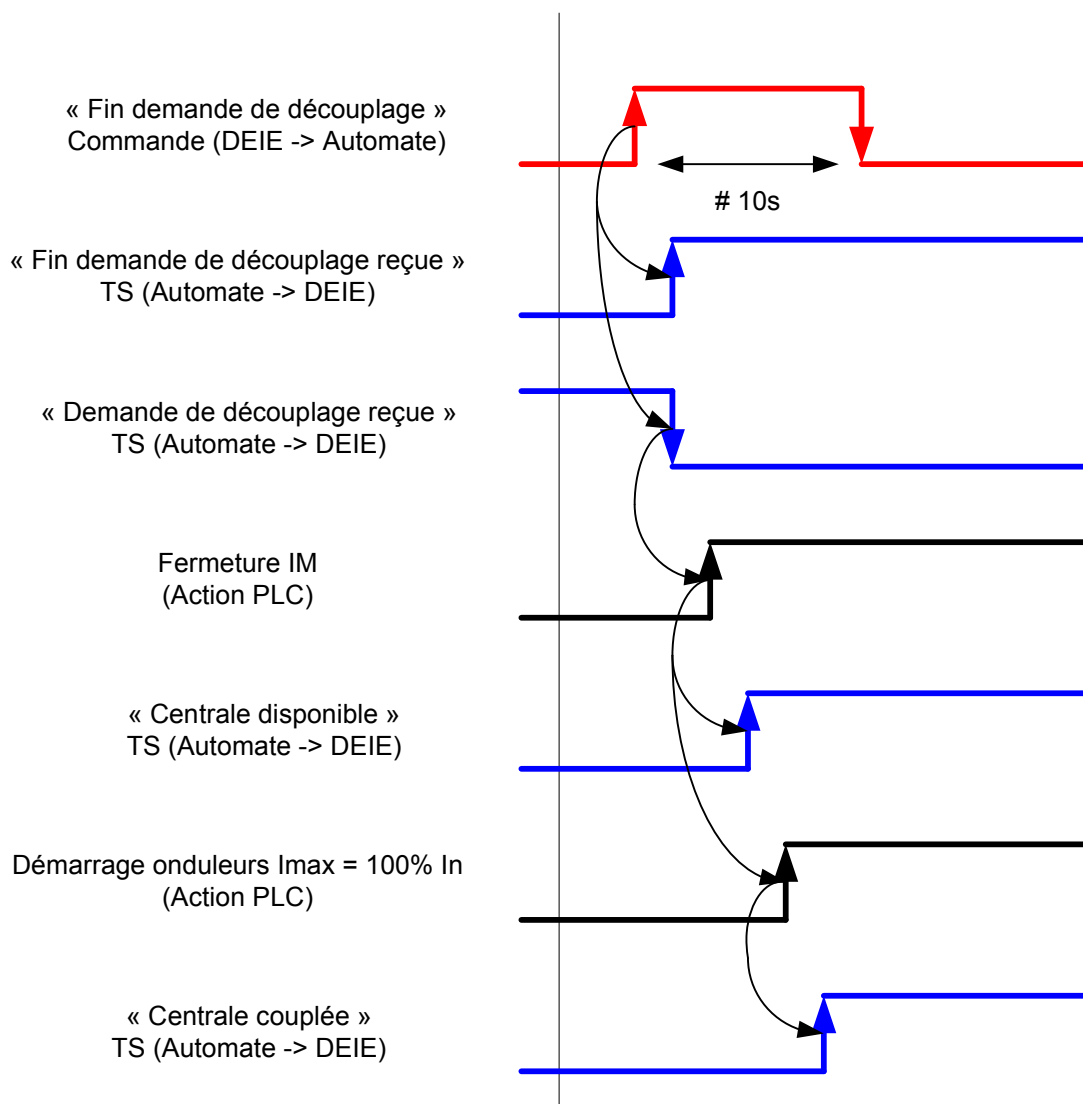 « Fin demande de découplage »
Commande (DEIE -> Automate)
# 10s
« Fin demande de découplage reçue »
TS (Automate -> DEIE)
« Demande de découplage reçue »
TS (Automate -> DEIE)
Fermeture IM
(Action PLC)
« Centrale disponible »
TS (Automate -> DEIE)
Démarrage onduleurs Imax = 100% In
(Action PLC)
« Centrale couplée »
TS (Automate -> DEIE)